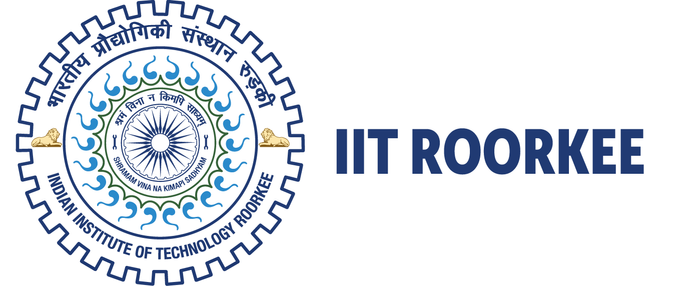 भारतीय प्रौद्योगिकी संस्थान रुड़की
श्रमं विना न किमपि साध्यम्
SHRAMAM VINA NA KIMAPI SADHYAM
INDIAN INSTITUTE OF TECHNOLOGY ROORKEE
IIT ROORKEE